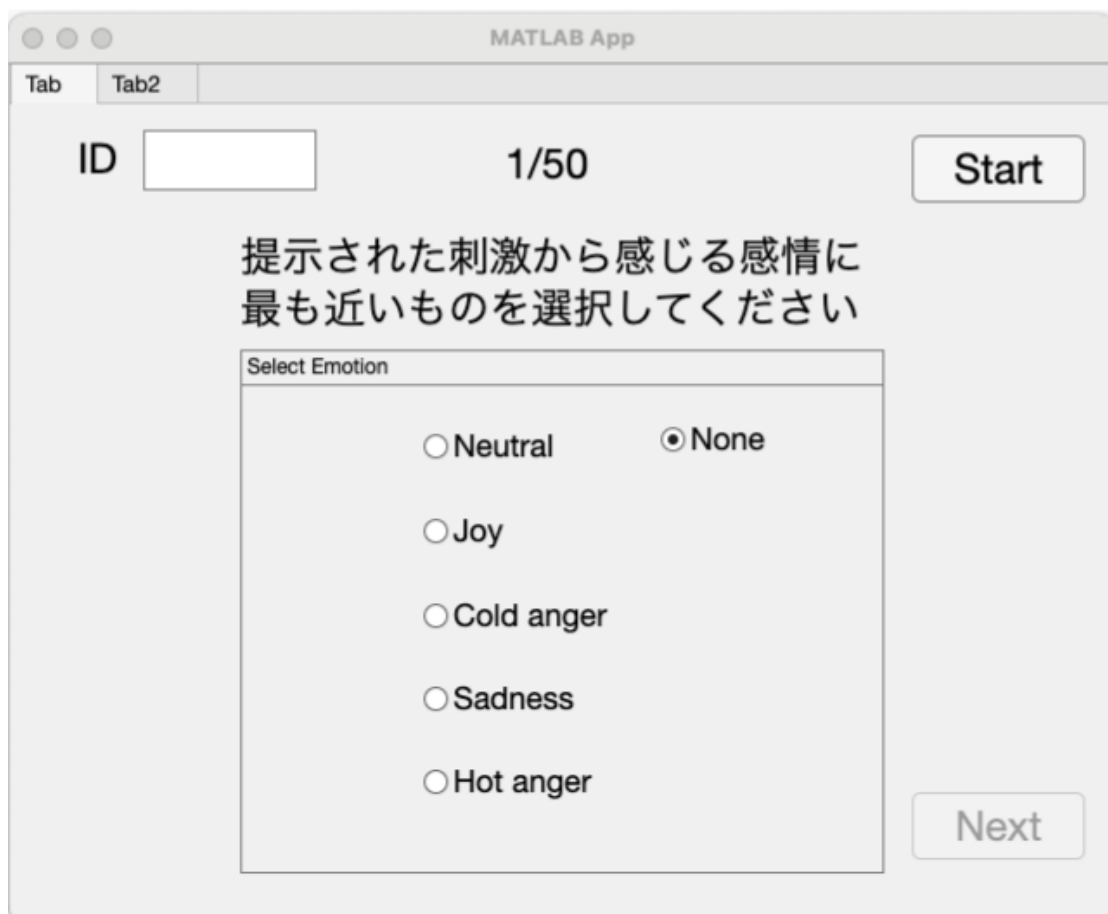 MATLAB App
Tab Tab2
ID 1/50 Start
提示された刺激から感じる感情に
最も近いものを選択してください
Select Emotion
Neutral None
Joy
Cold anger
Sadness
Hot anger
Next